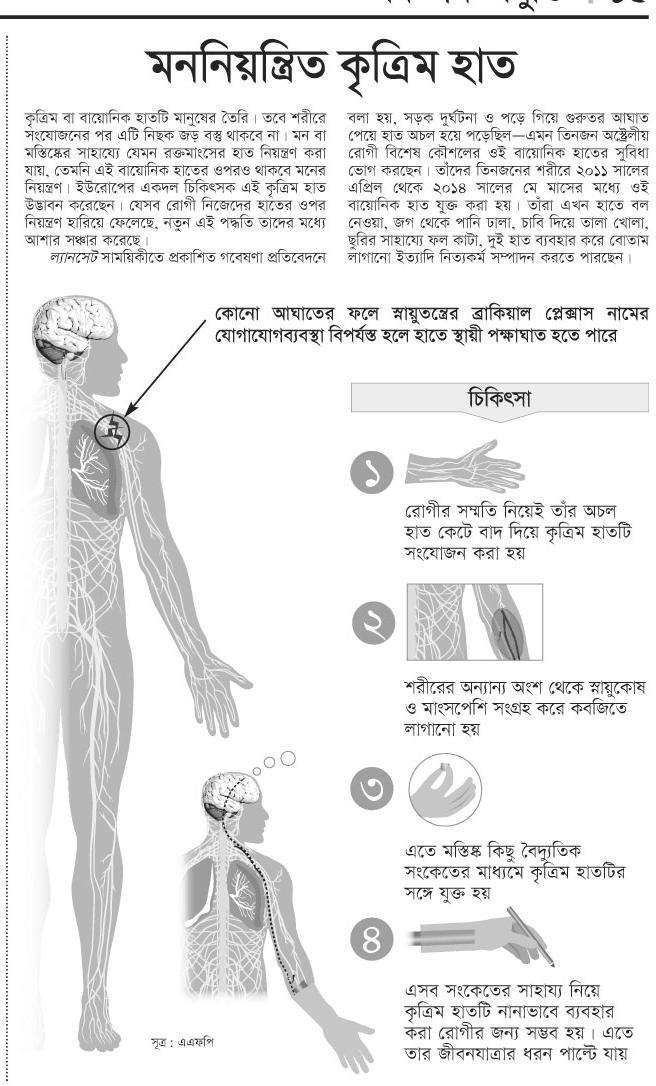 মননিয়ন্ত্রিত কৃত্রিম হাত
কৃত্রিম বা বায়োনিক হাতটি মানুষের তৈরি। তবে শরীরে
সংযোজনের পর এটি নিছক জড় বস্তু থাকবে না। মন বা
মস্তিষ্কের সাহায্যে যেমন রক্তমাংসের হাত নিয়ন্ত্রণ করা
যায়, তেমনি এই বায়োনিক হাতের ওপরও থাকবে মনের
নিয়ন্ত্রণ। ইউরোপের একদল চিকিৎসক এই কৃত্রিম হাত
উদ্ভাবন করেছেন। যেসব রোগী নিজেদের হাতের ওপর
নিয়ন্ত্রণ হারিয়ে ফেলেছে, নতুন এই পদ্ধতি তাদের মধ্যে
আশার সঞ্চার করেছে।
ল্যানসেট সাময়িকীতে প্রকাশিত গবেষণা প্রতিবেদনে
বলা হয়, সড়ক দুর্ঘটনা ও পড়ে গিয়ে গুরুতর আঘাত
পেয়ে হাত অচল হয়ে পড়েছিল—এমন তিনজন অস্ট্রেলীয়
রোগী বিশেষ কৌশলের ওই বায়োনিক হাতের সুবিধা
ভোগ করছেন। তাঁদের তিনজনের শরীরে ২০১১ সালের
এপ্রিল থেকে ২০১৪ সালের মে মাসের মধ্যে ওই
বায়োনিক হাত যুক্ত করা হয়। তাঁরা এখন হাতে বল
নেওয়া, জগ থেকে পানি ঢালা, চাবি দিয়ে তালা খোলা,
ছুরির সাহায্যে ফল কাটা, দুই হাত ব্যবহার করে বোতাম
লাগানো ইত্যাদি নিত্যকর্ম সম্পাদন করতে পারছেন।
কোনো আঘাতের ফলে স্নায়ুতন্ত্রের ব্রাকিয়াল প্লেক্সাস নামের
যোগাযোগব্যবস্থা বিপর্যস্ত হলে হাতে স্থায়ী পক্ষাঘাত হতে পারে
চিকিৎসা
১
রোগীর সম্মতি নিয়েই তাঁর অচল
হাত কেটে বাদ দিয়ে কৃত্রিম হাতটি
সংযোজন করা হয়
২
শরীরের অন্যান্য অংশ থেকে স্নায়ুকোষ
ও মাংসপেশি সংগ্রহ করে কবজিতে
লাগানো হয়
৩
এতে মস্তিষ্ক কিছু বৈদ্যুতিক
সংকেতের মাধ্যমে কৃত্রিম হাতটির
সঙ্গে যুক্ত হয়
৪
এসব সংকেতের সাহায্য নিয়ে
কৃত্রিম হাতটি নানাভাবে ব্যবহার
করা রোগীর জন্য সম্ভব হয়। এতে
তার জীবনযাত্রার ধরন পাল্টে যায়
সূত্র : এএফপি